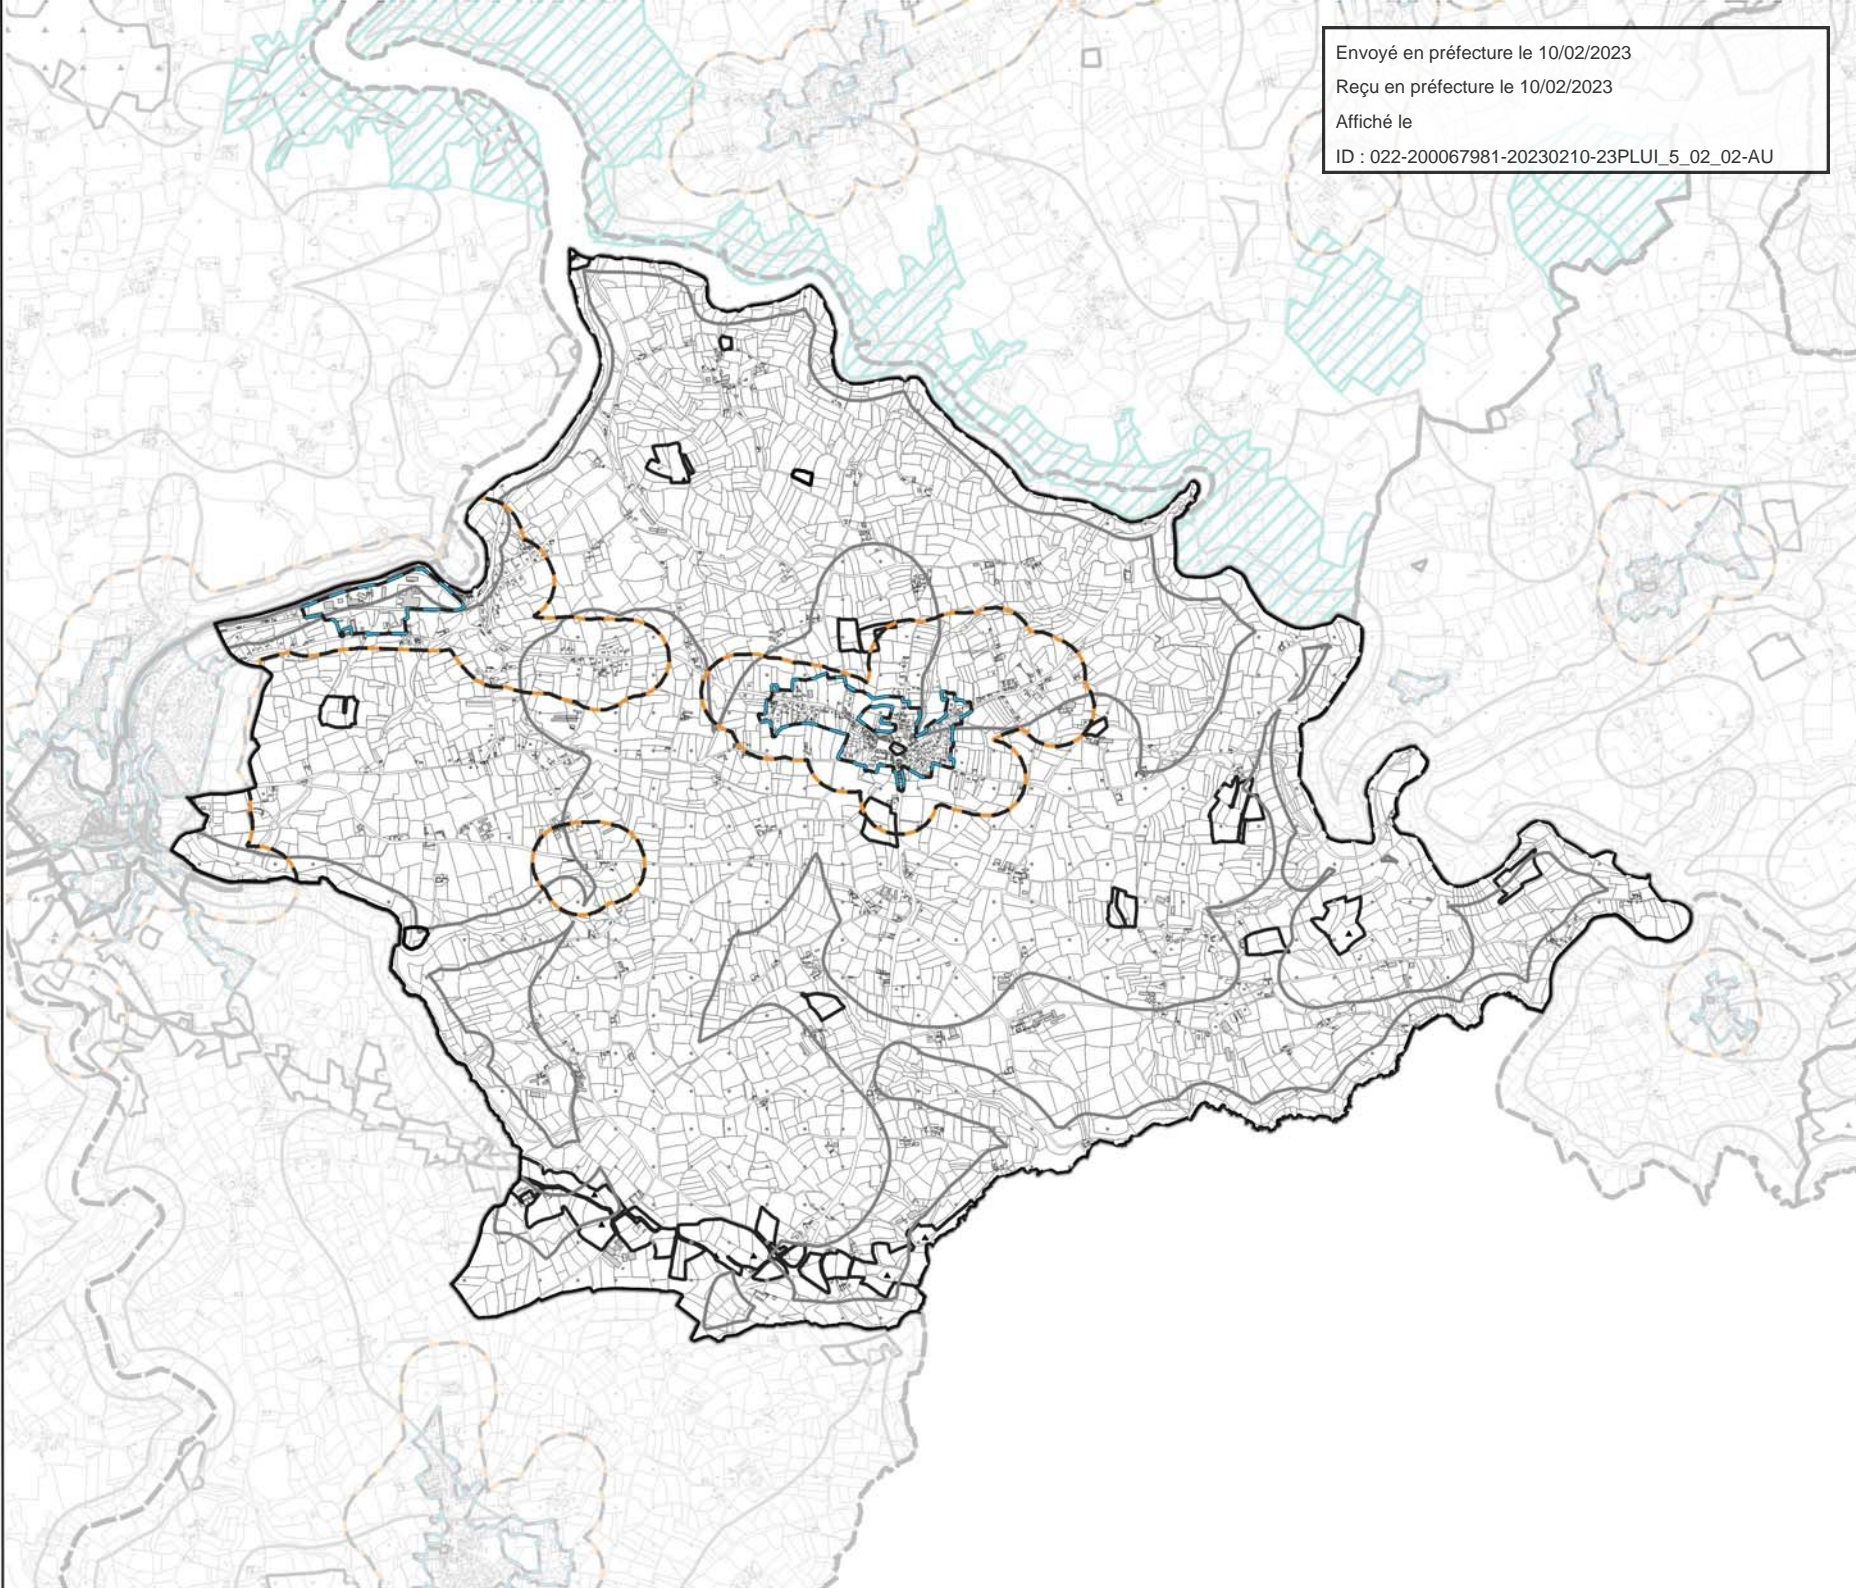 Envoyé en préfecture le 10/02/2023
Reçu en préfecture le 10/02/2023
Affiché le
ID : 022-200067981-20230210-23PLUI_5_02_02-AU